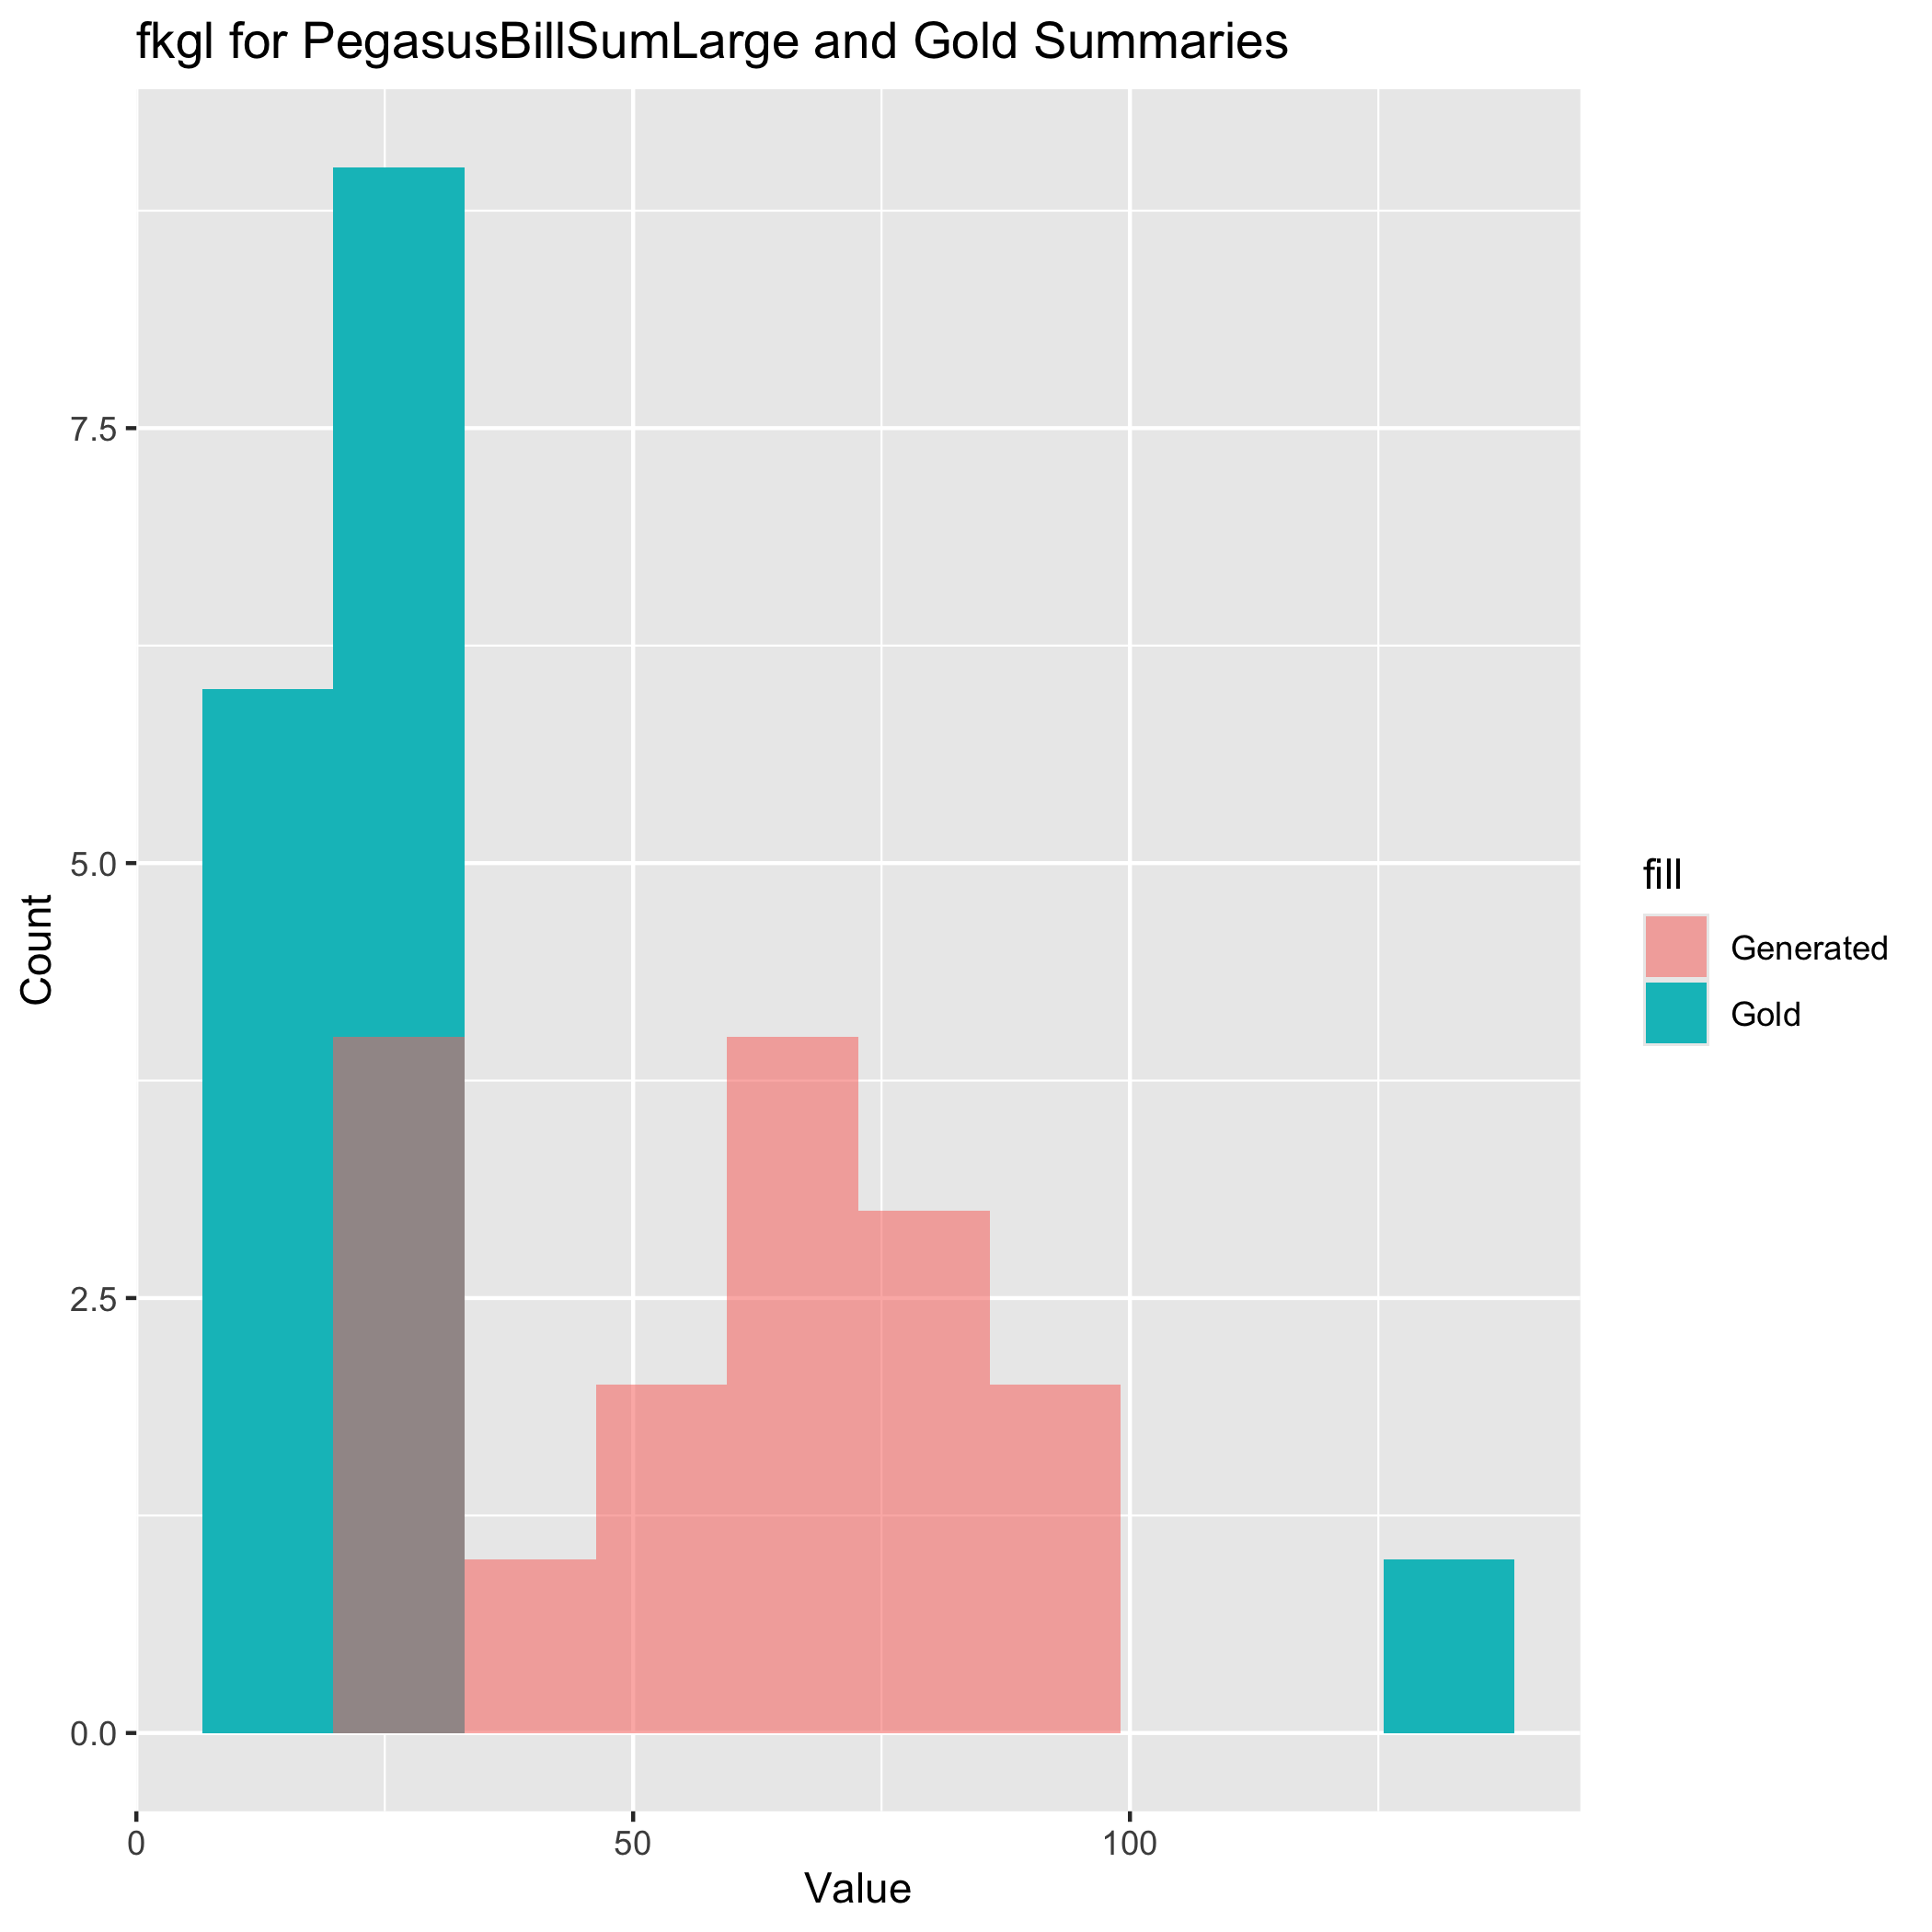 fkgl for PegasusBillSumLarge and Gold Summaries
7.5
5.0
2.5
0.0
Count
0
50
100
Value
fill
Generated
Gold